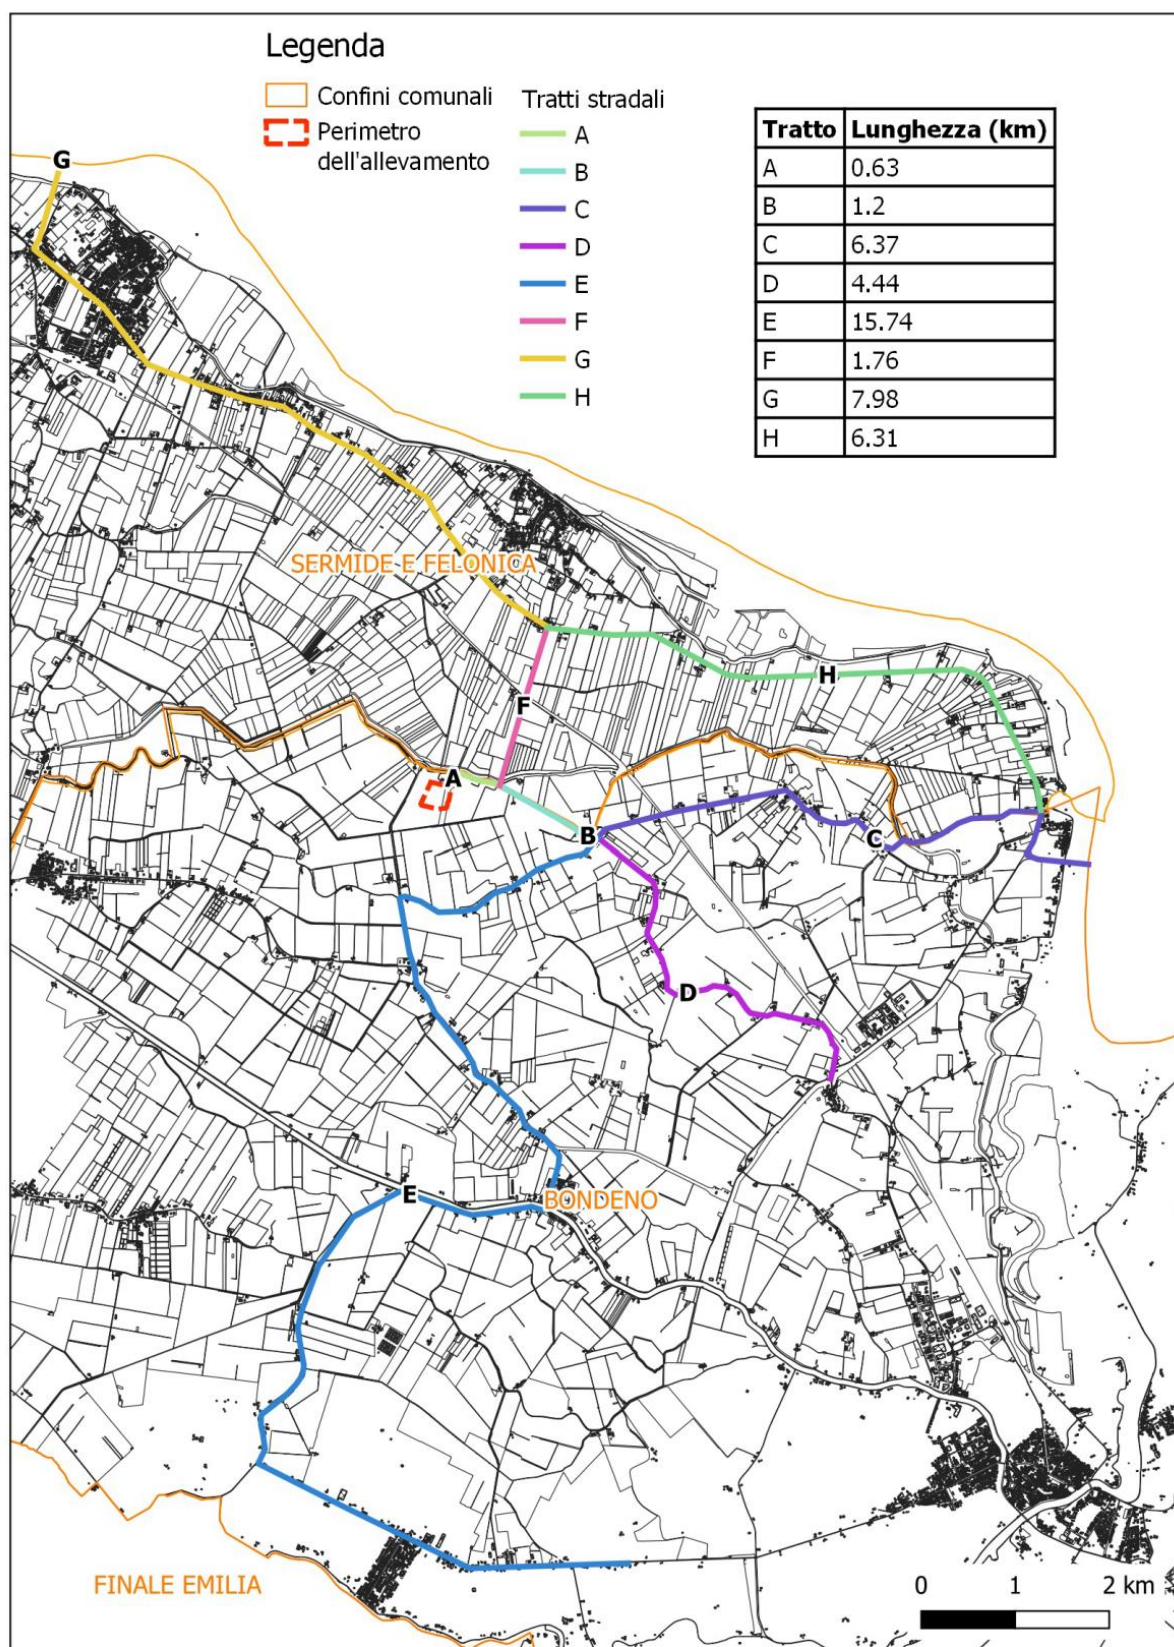 Legenda
Confini comunali
Perimetro
dell'allevamento
Tratti stradali
A
B
C
D
E
F
G
H
Tratto Lunghezza (km)
A 0.63
B 1.2
C 6.37
D 4.44
E 15.74
F 1.76
G 7.98
H 6.31
G
SERMIDE E FELONICA
H
F
A
B
C
D
E
BONDENO
FINALE EMILIA
0 1 2 km